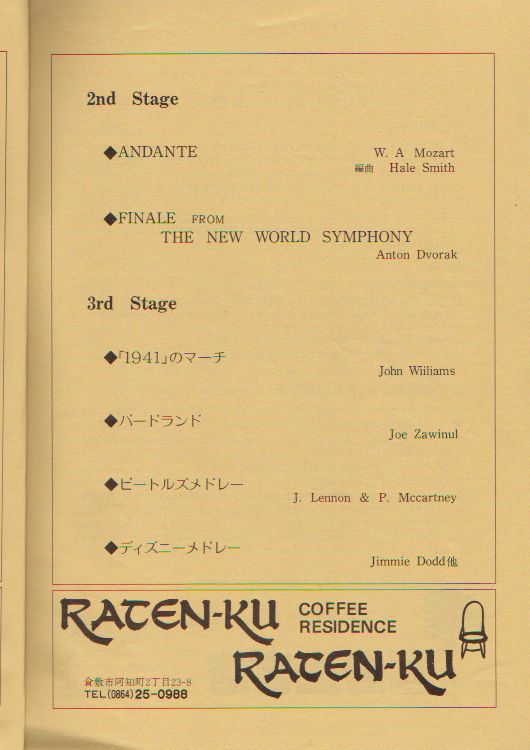 2nd Stage
◆ANDANTE
W. A Mozart
編曲 Hale Smith
◆FINALE FROM
THE NEW WORLD SYMPHONY
Anton Dvorak
3rd Stage
◆「1941」のマーチ
John Wiiliams
◆バードランド
Joe Zawinul
◆ビートルズメドレー
J. Lennon & P. Mccartney
◆ディズニーメドレー
Jimmie Dodd他
RATEN-KU COFFEE
RESIDENCE
RATEN-KU
倉敷市阿知町2丁目23-8
TEL(0864)25-0988